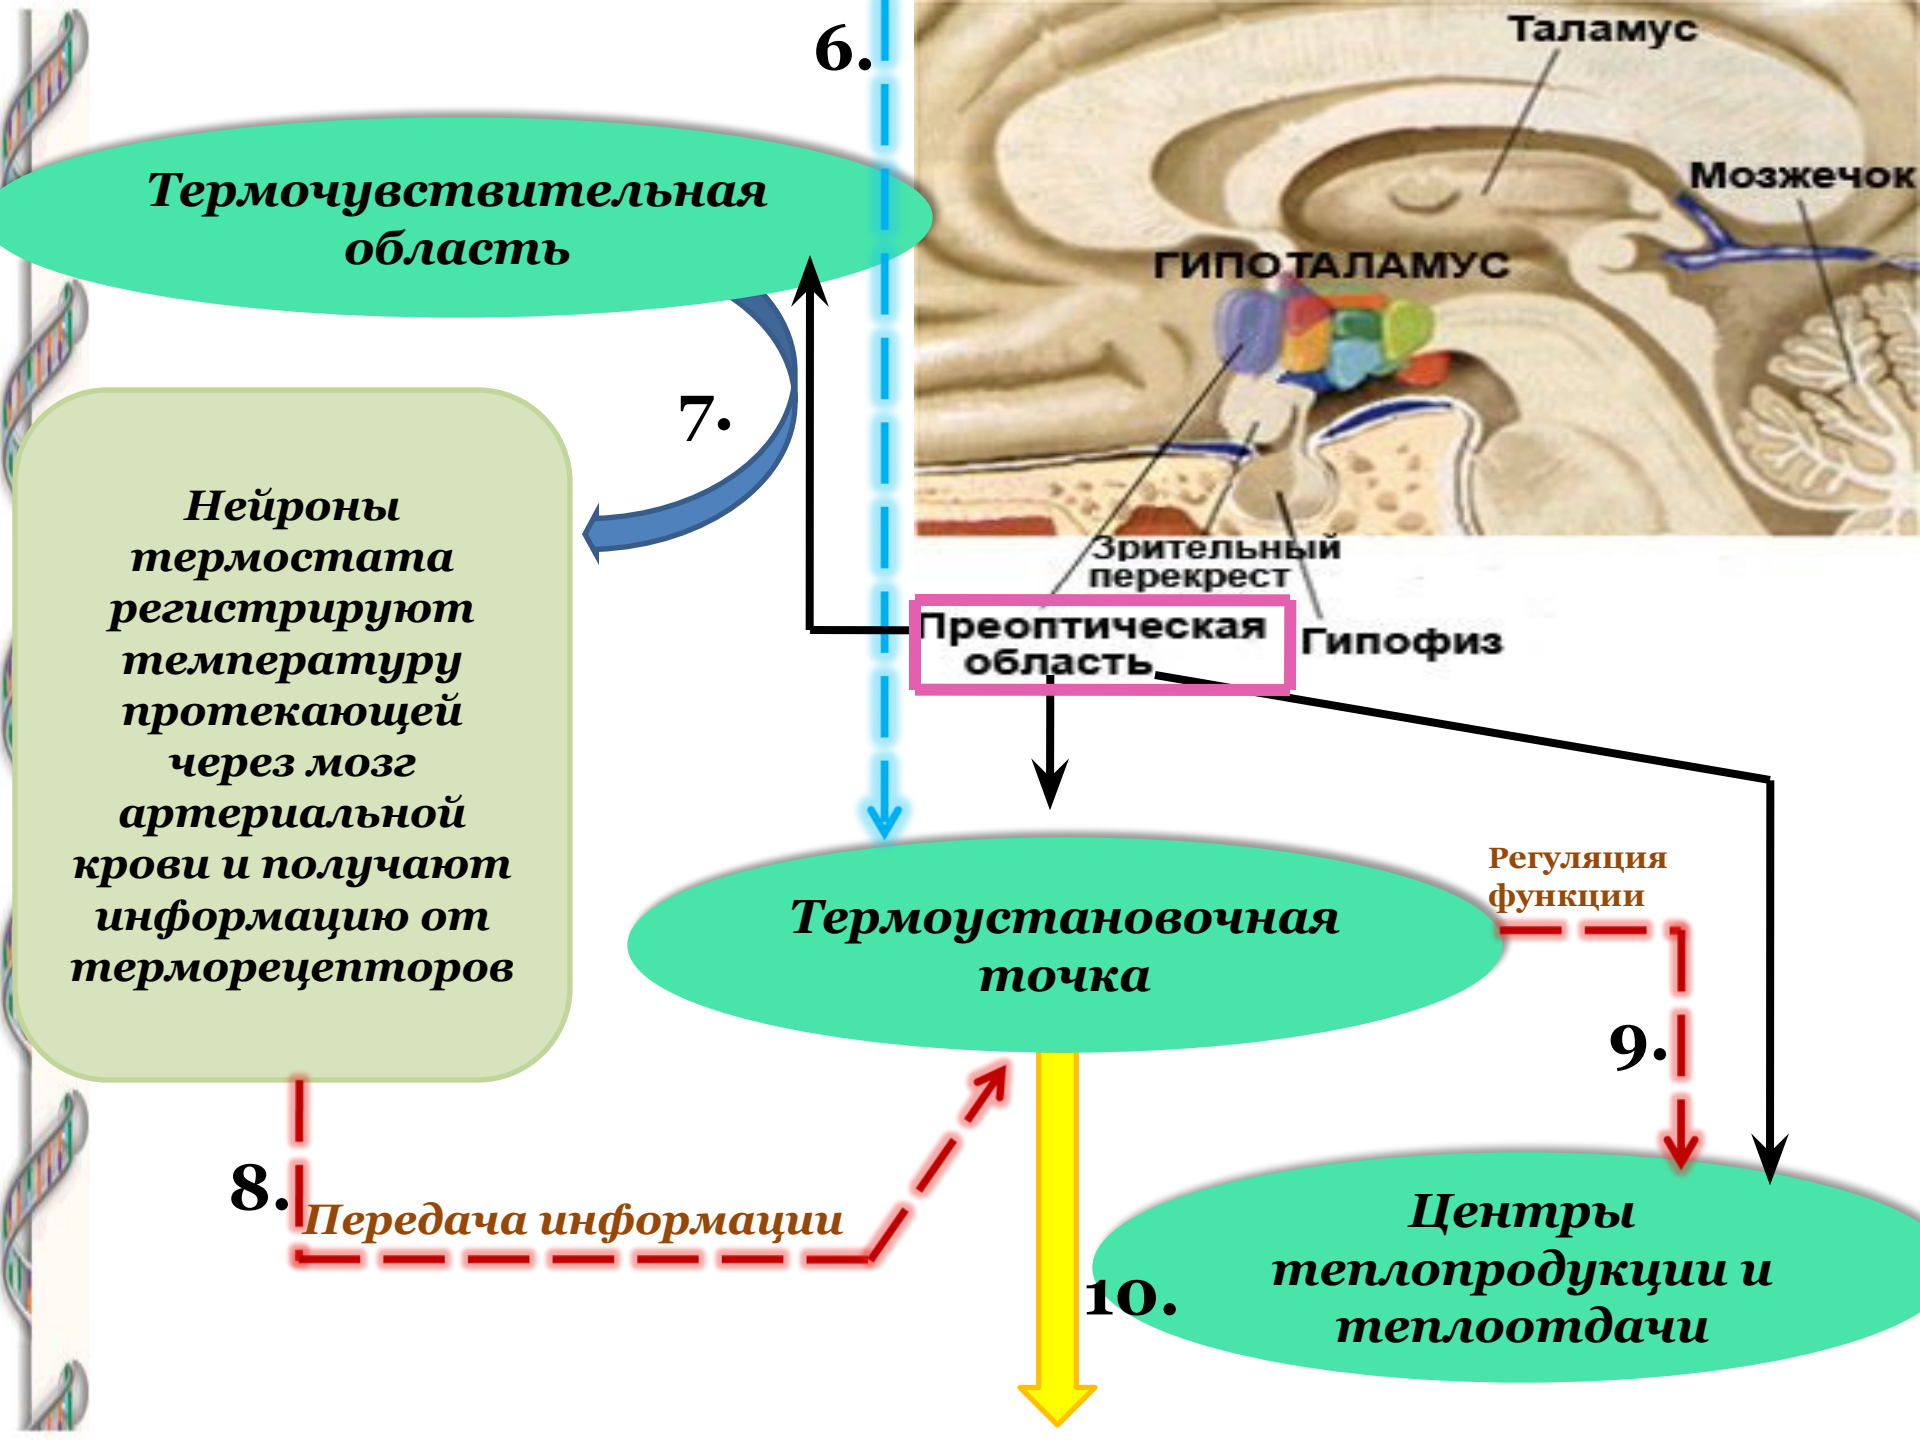 6.
Таламус
Мозжечок
Термочувствительная
область
ГИПОТАЛАМУС
7.
Нейроны
термостата
регистрируют
температуру
протекающей
через мозг
артериальной
крови и получают
информацию от
терморецепторов
Зрительный
перекрест
Преоптическая
область
Гипофиз
Регуляция
функции
Термоустановочная
точка
9.
8.
Передача информации
10.
Центры
теплопродукции и
теплоотдачи